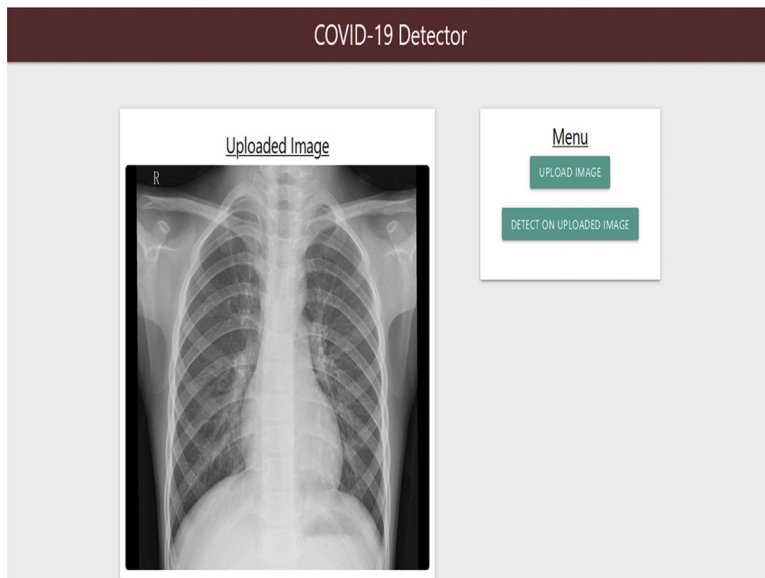 COVID-19 Detector
Uploaded Image
R
Menu
UPLOAD IMAGE
DETECT ON UPLOADED IMAGE